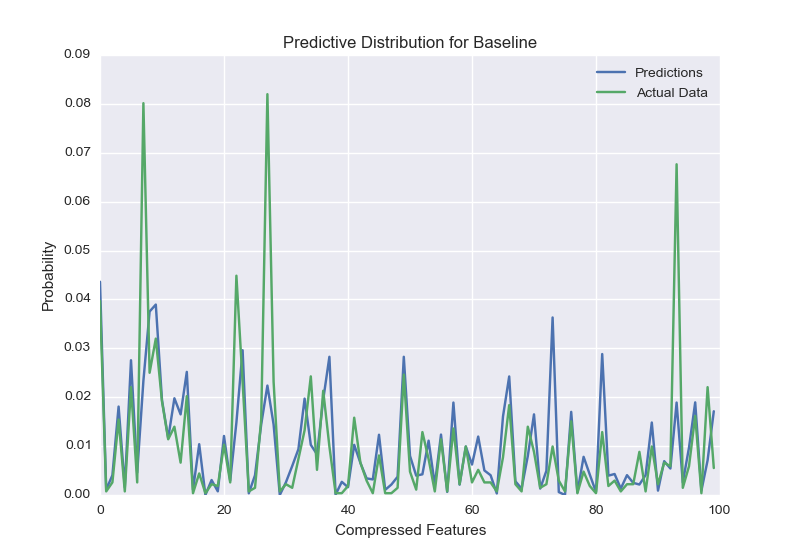 Predictive Distribution for Baseline
0.09
0.08
0.07
0.06
0.05
0.04
0.03
0.02
0.01
0.00
Probability
Predictions
Actual Data
0 20 40 60 80 100
Compressed Features